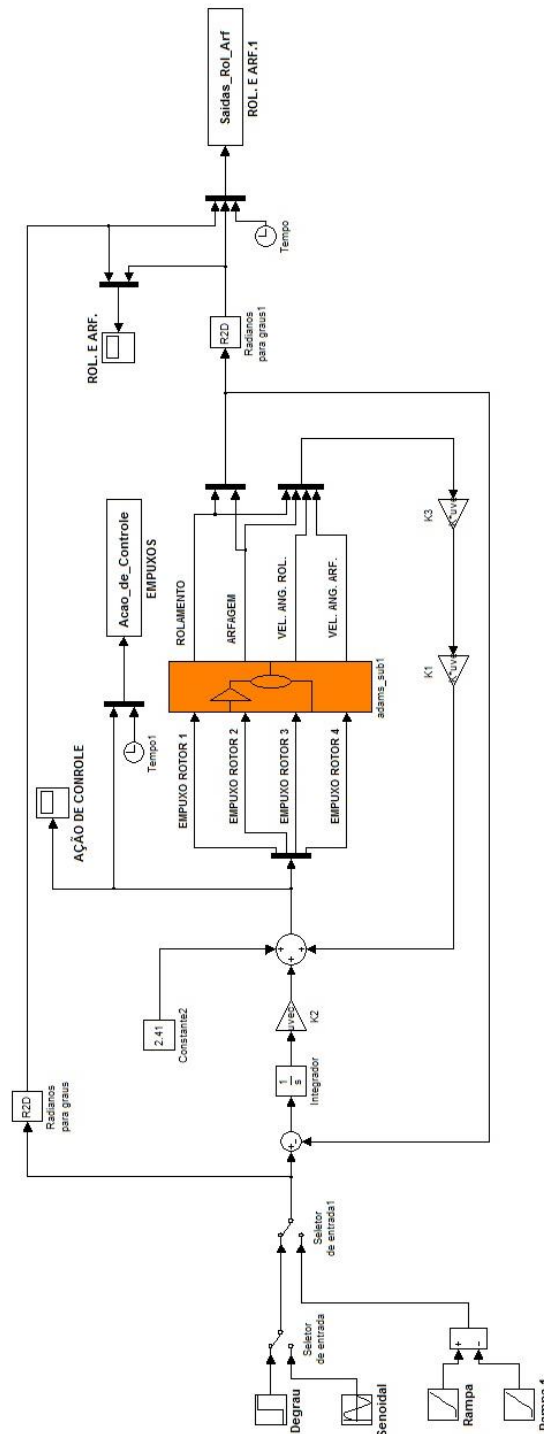 Degrau
Senoidal
Rampa
Seletor
de entrada
Seletor
de entrada1
+
-
R2D
Radianos
para graus
+
-
1
s
Integrador
K2
2.41
Constante2
+
+
+
AÇÃO DE CONROLE
Tempo1
Acao_de_Controle
EMPUXOS
EMPUXO ROTOR 1
EMPUXO ROTOR 2
EMPUXO ROTOR 3
EMPUXO ROTOR 4
adams_sub1
ROLAMENTO
ARFAGEM
VEL. ANG. ROL.
VEL. ANG. ARF.
K1
K3
R2D
Radianos
para graus1
ROL. E ARF.
Tempo
Saidas_Rol_Arf
ROL. E ARF.1